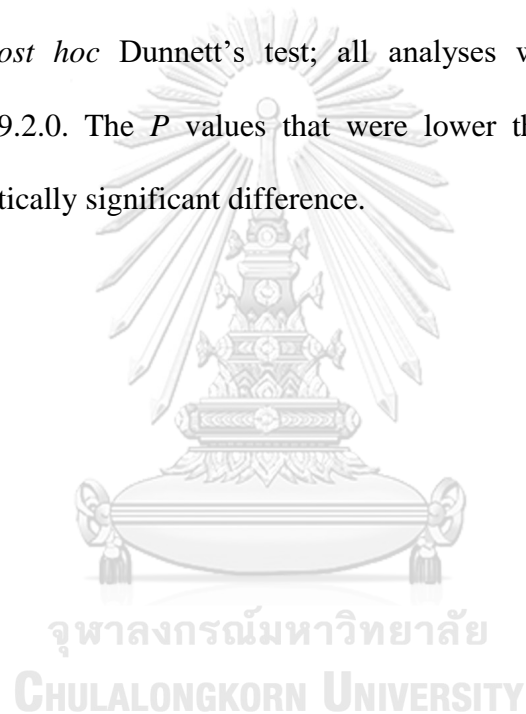 ost hoc Dunnett’s test; all analyses w
9.2.0. The P values that were lower th
tically significant difference.
จุฬาลงกรณ์มหาวิทยาลัย
CHULALONGKORN UNIVERSITY